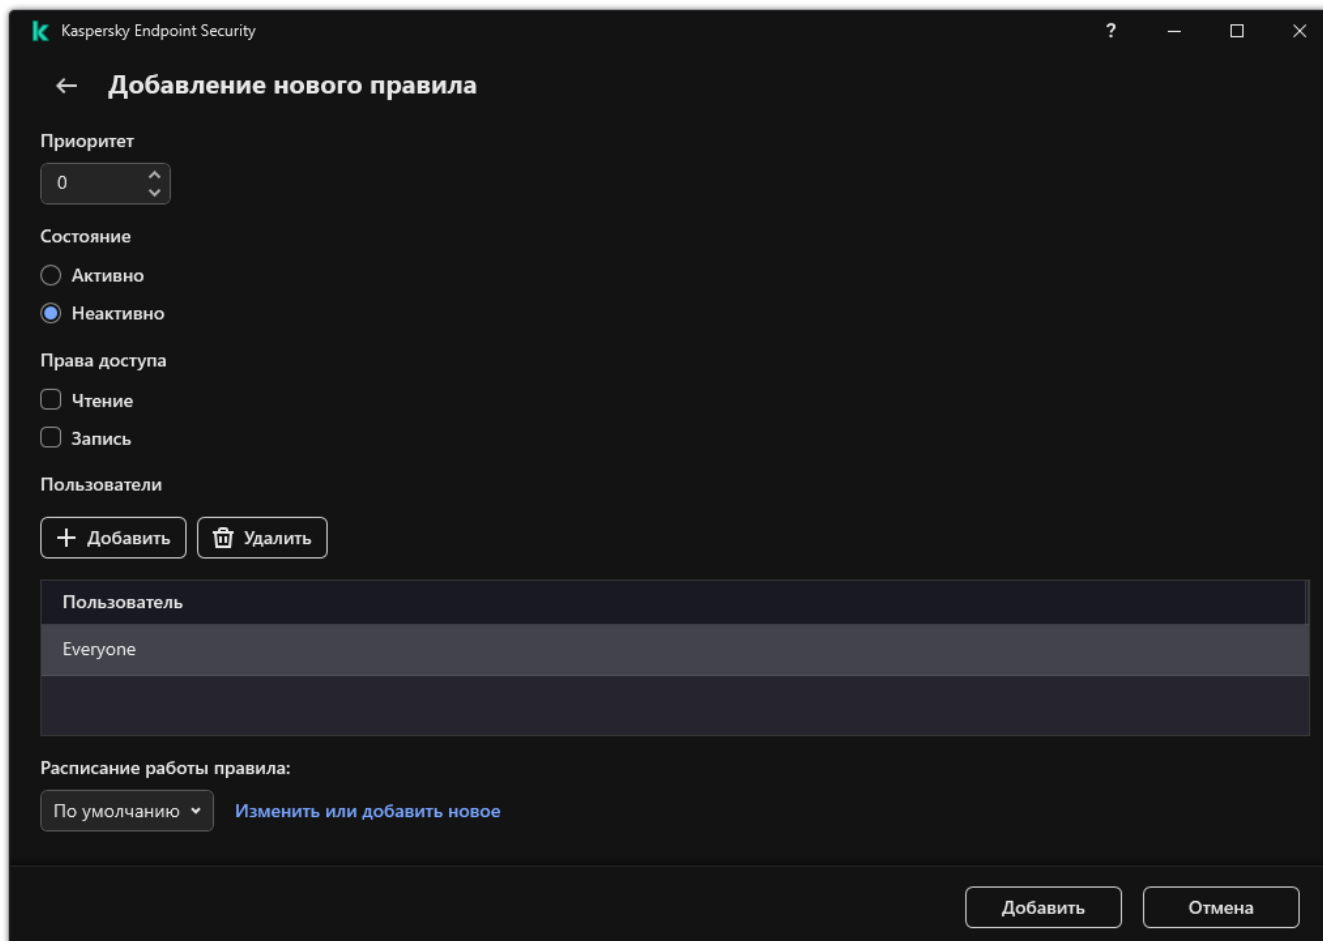 Kaspersky Endpoint Security ?
Добавление нового правила
Приоритет
0
Состояние
Активно
Неактивно
Права доступа
Чтение
Запись
Пользователи
Добавить Удалить
Пользователь
Everyone
Расписание работы правила:
По умолчанию Изменить или добавить новое
Добавить Отмена